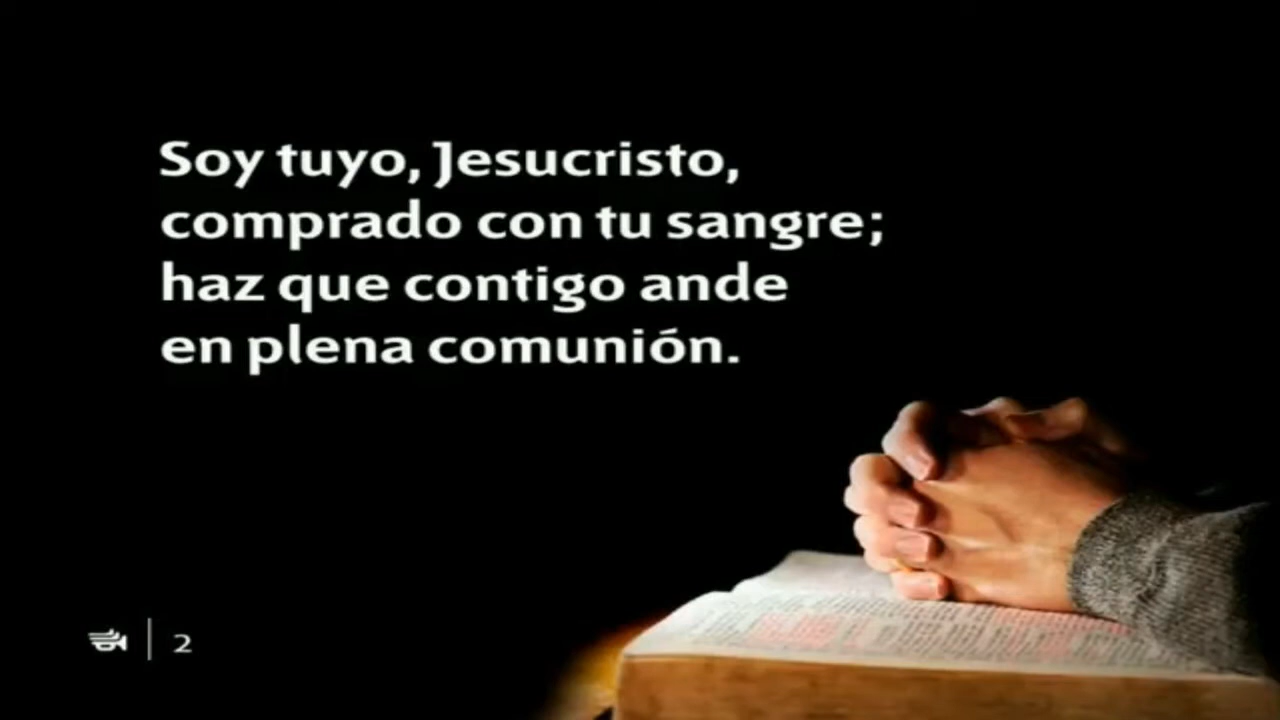 Soy tuyo, Jesucristo,
comprado con tu sangre;
haz que contigo ande
en plena comunión.
2